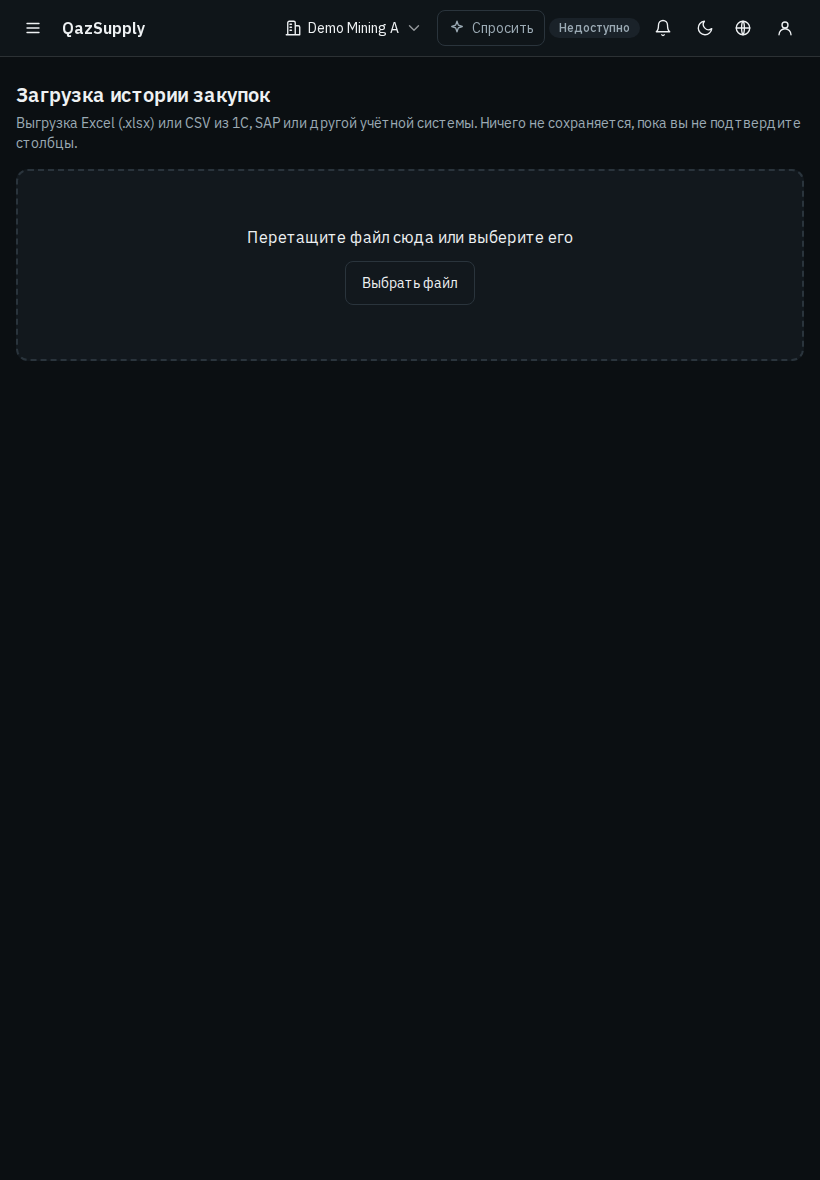 QazSupply
Demo Mining A
Спросить
Недоступно
Загрузка истории закупок
Выгрузка Excel (.xlsx) или CSV из 1С, SAP или другой учётной системы. Ничего не сохраняется, пока вы не подтвердите
столбцы.
Перетащите файл сюда или выберите его
Выбрать файл